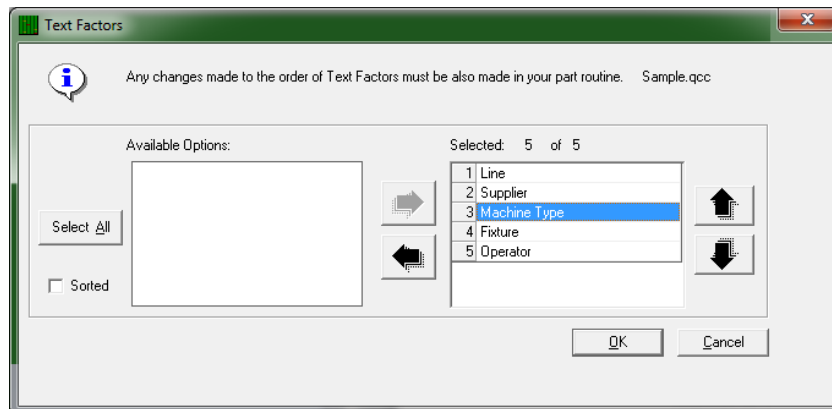 Text Factors
Any changes made to the order of Text Factors must be also made in your part routine. Sample.qcc
Available Options:
Selected: 5 of 5
Select All
Sorted
1 Line
2 Supplier
3 Machine Type
4 Fixture
5 Operator
OK
Cancel